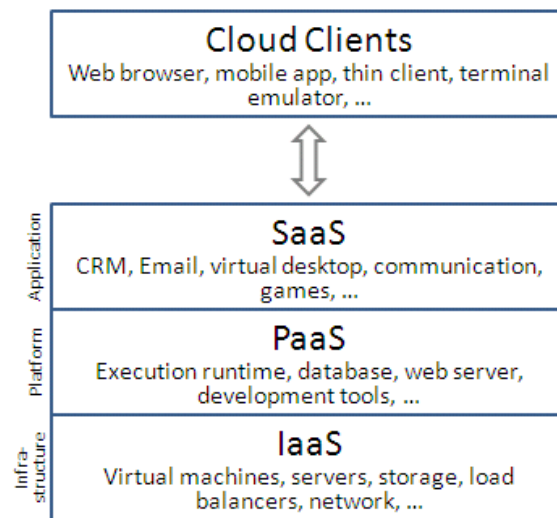 Cloud Clients
Web browser, mobile app, thin client, terminal
emulator, ...
Application
SaaS
CRM, Email, virtual desktop, communication,
games, ...
Platform
PaaS
Execution runtime, database, web server,
development tools, ...
Infra-
structure
IaaS
Virtual machines, servers, storage, load
balancers, network, ...